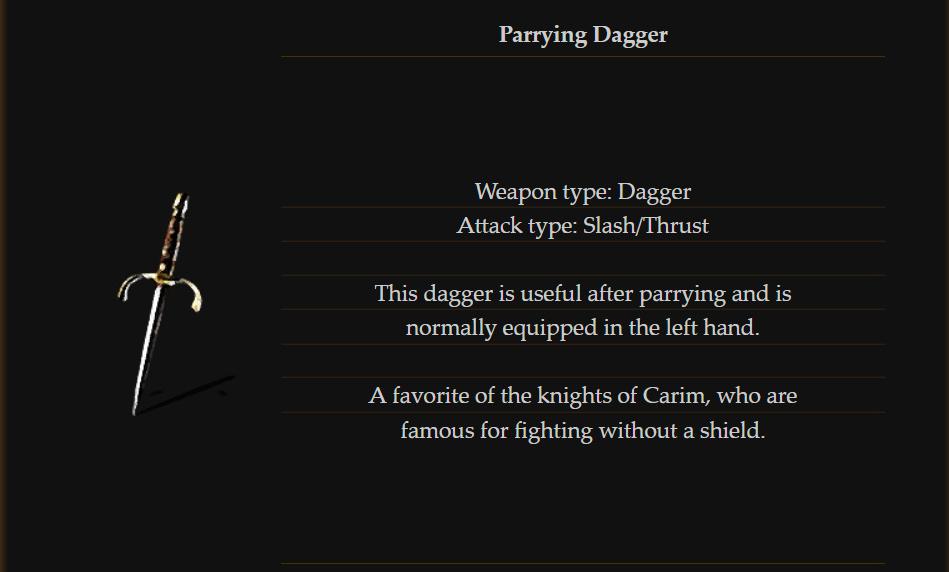 Parrying Dagger
Weapon type: Dagger
Attack type: Slash/Thrust
This dagger is useful after parrying and is
normally equipped in the left hand.
A favorite of the knights of Carim, who are
famous for fighting without a shield.